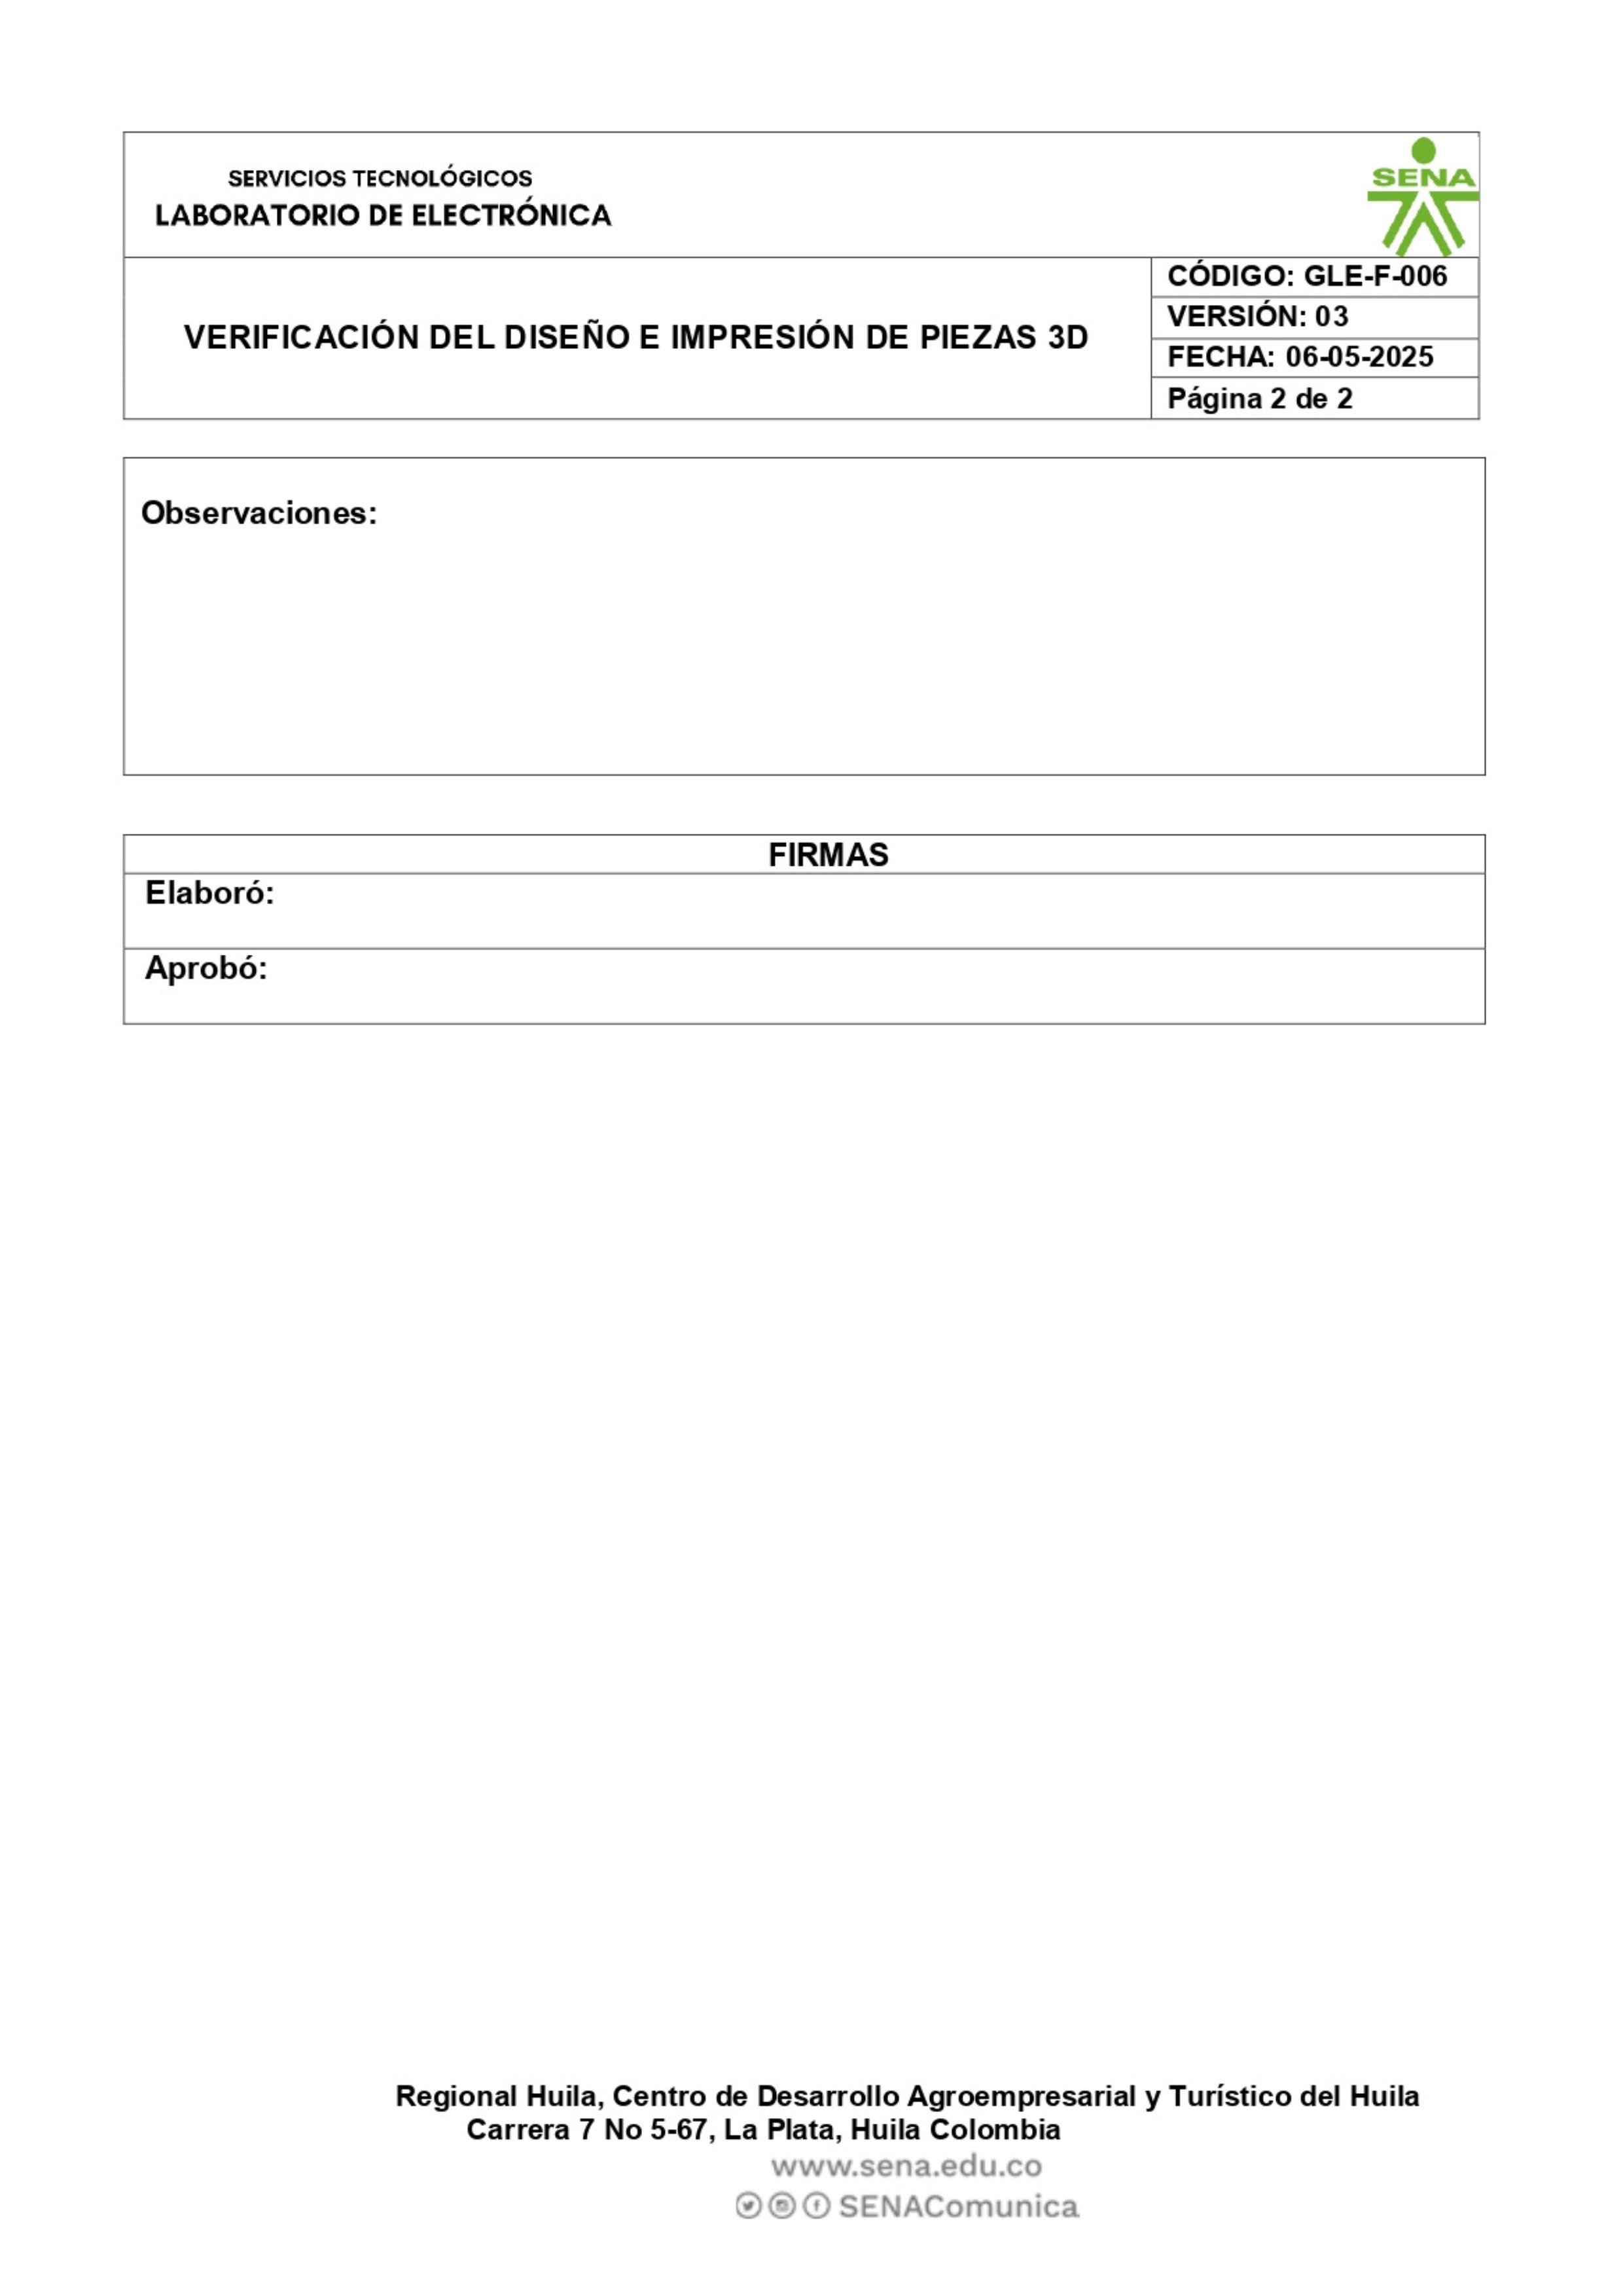 SERVICIOS TECNOLÓGICOS
LABORATORIO DE ELECTRÓNICA
SENA
VERIFICACIÓN DEL DISEÑO E IMPRESIÓN DE PIEZAS 3D
CÓDIGO: GLE-F-006
VERSIÓN: 03
FECHA: 06-05-2025
Página 2 de 2
Observaciones:
FIRMAS
Elaboró:
Aprobó:
Regional Huila, Centro de Desarrollo Agroempresarial y Turístico del Huila
Carrera 7 No 5-67, La Plata, Huila Colombia
www.sena.edu.co
SENAComunica